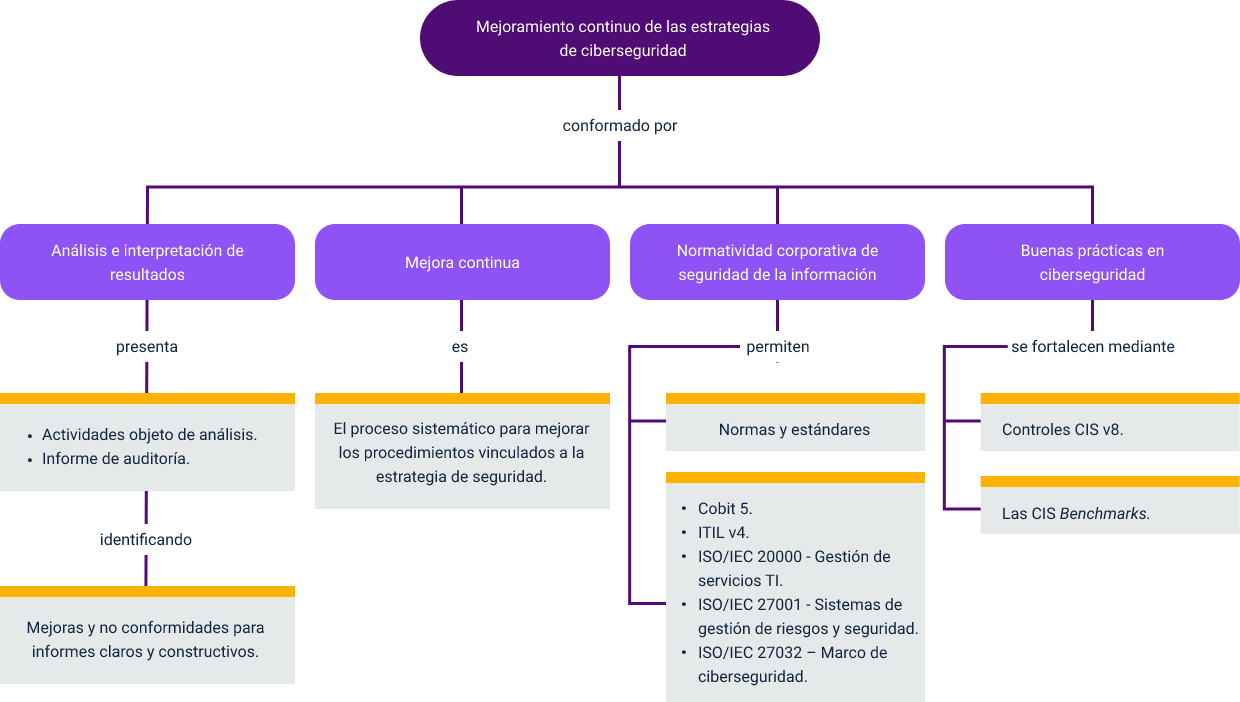 Mejoramiento continuo de las estrategias
de ciberseguridad
conformado por
Análisis e interpretación de
resultados
presenta
• Actividades objeto de análisis.
• Informe de auditoría.
identificando
Mejoras y no conformidades para
informes claros y constructivos.
Mejora continua
es
El proceso sistemático para mejorar
los procedimientos vinculados a la
estrategia de seguridad.
Normatividad corporativa de
seguridad de la información
permiten
Normas y estándares
• Cobit 5.
• ITIL v4.
• ISO/IEC 20000 - Gestión de
servicios TI.
• ISO/IEC 27001 - Sistemas de
gestión de riesgos y seguridad.
• ISO/IEC 27032 – Marco de
ciberseguridad.
Buenas prácticas en
ciberseguridad
se fortalecen mediante
Controles CIS v8.
Las CIS Benchmarks.